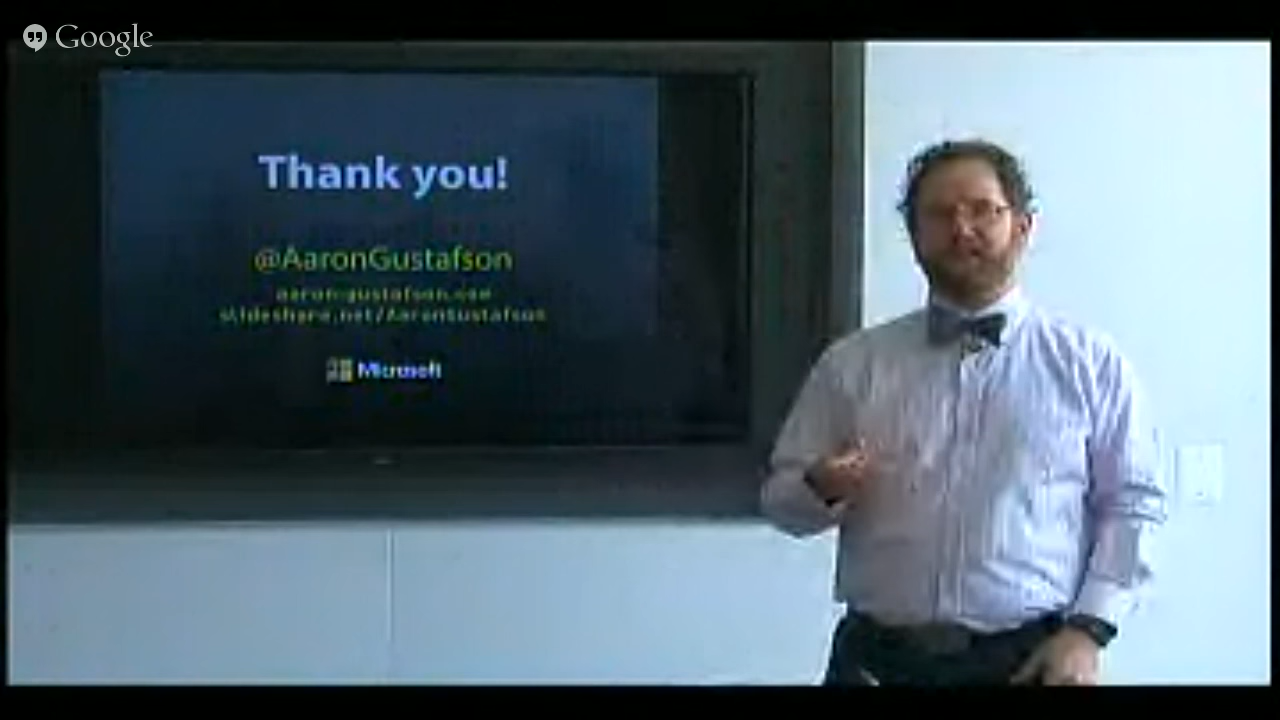 Google
Thank you!
@AaronGustafson
aaron-gustafson.com
slideshare.net/AaronGustafson
Microsoft